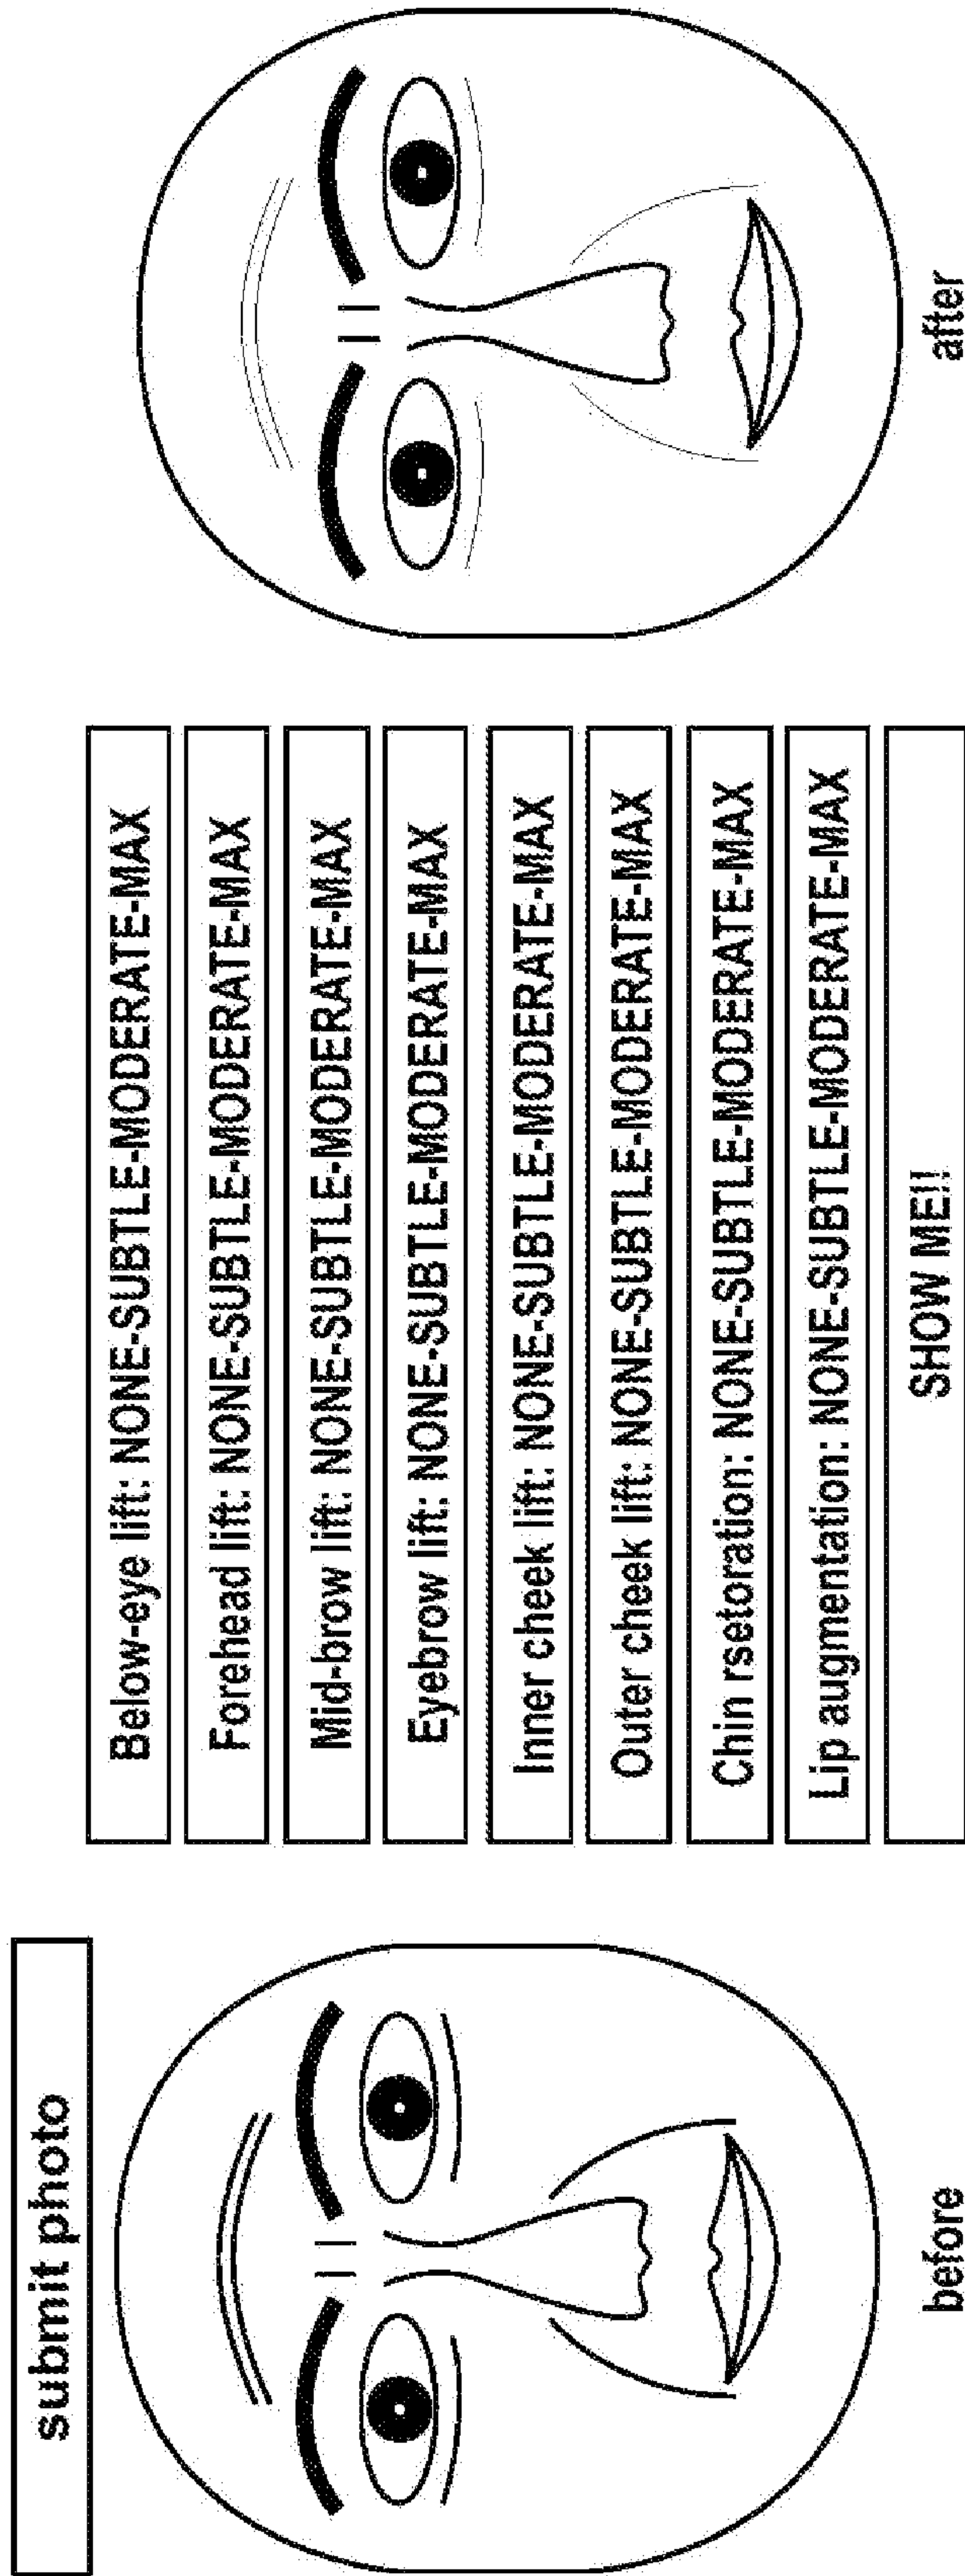 submit photo
before
Below-eye lift: NONE-SUBTLE-MODERATE-MAX
Forehead lift: NONE-SUBTLE-MODERATE-MAX
Mid-brow lift: NONE-SUBTLE-MODERATE-MAX
Eyebrow lift: NONE-SUBTLE-MODERATE-MAX
Inner cheek lift: NONE-SUBTLE-MODERATE-MAX
Outer cheek lift: NONE-SUBTLE-MODERATE-MAX
Chin rsetoration: NONE-SUBTLE-MODERATE-MAX
Lip augmentation: NONE-SUBTLE-MODERATE-MAX
SHOW ME!!
after